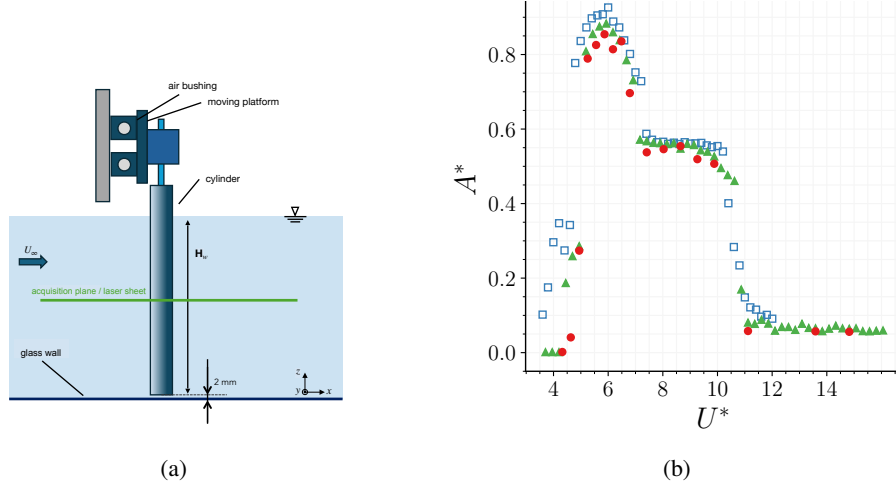 air bushing
moving platform
cylinder
U∞
H_w
acquisition plane / laser sheet
glass wall
2 mm
z
y
x
(a)
A*
0.8
0.6
0.4
0.2
0.0
4
6
8
10
12
14
U*
(b)